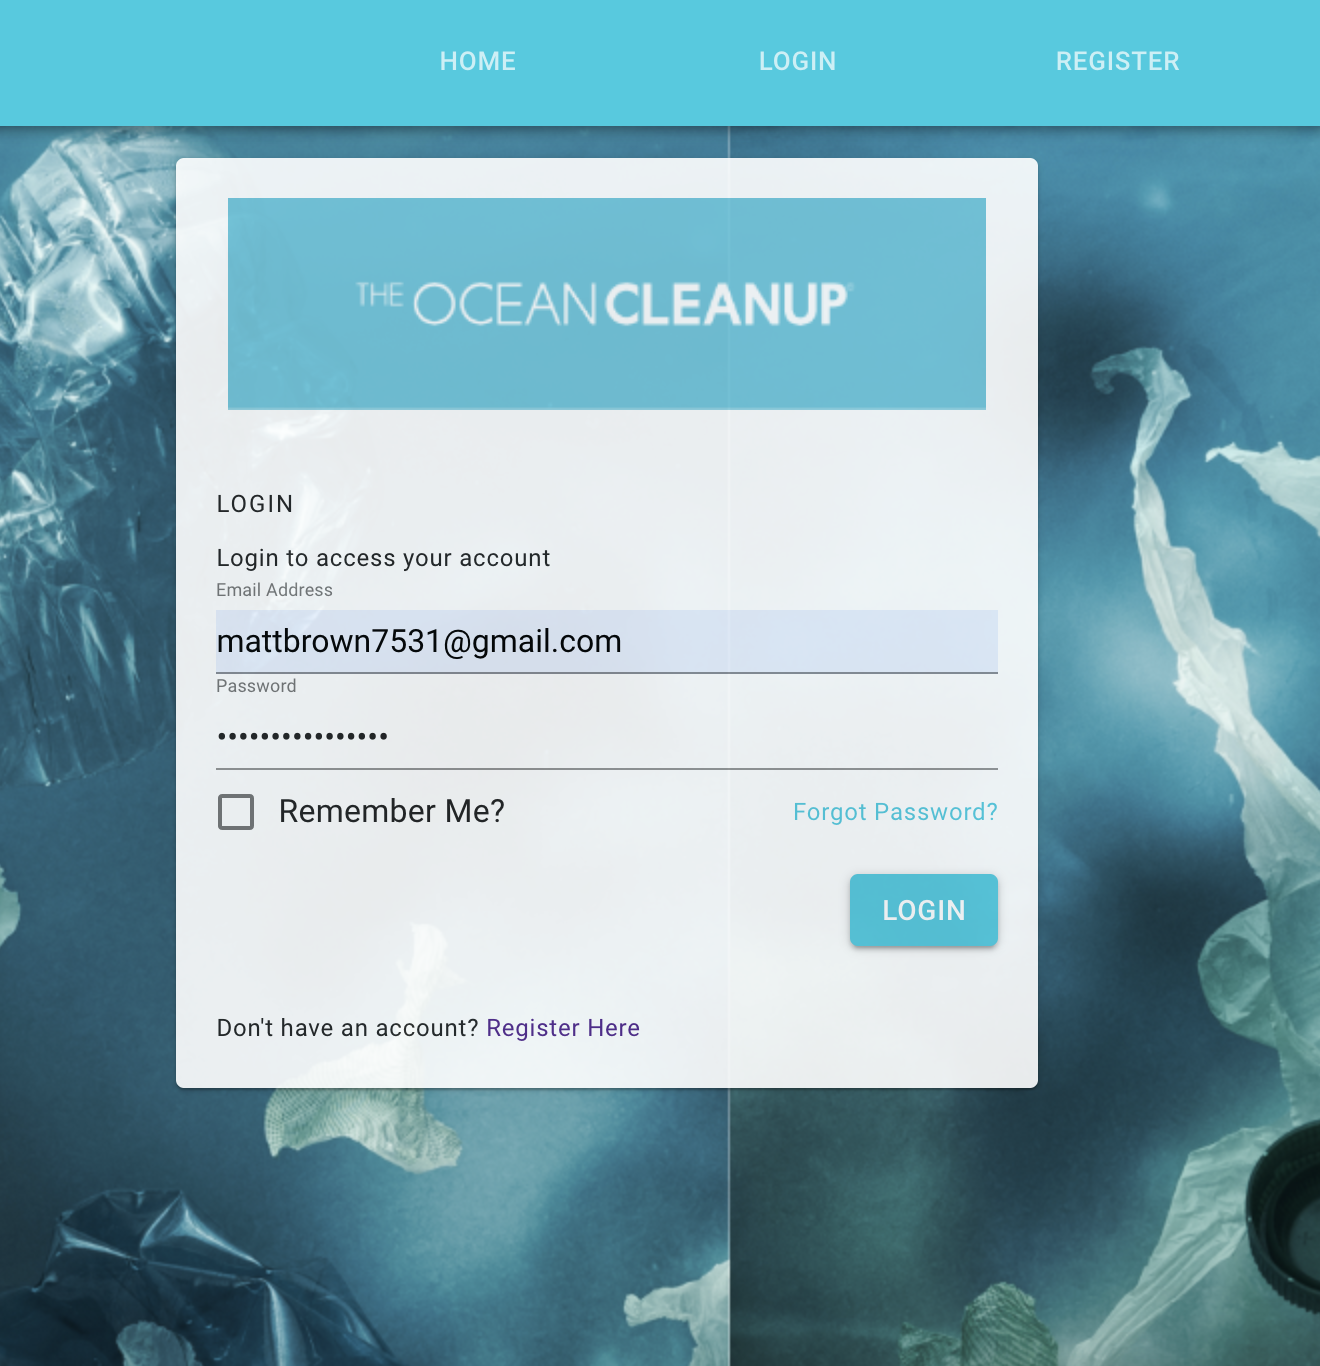 HOME LOGIN REGISTER
THE OCEAN CLEANUP®
LOGIN
Login to access your account
Email Address
mattbrown7531@gmail.com
Password
••••••••••••••••
Remember Me? Forgot Password?
LOGIN
Don't have an account? Register Here